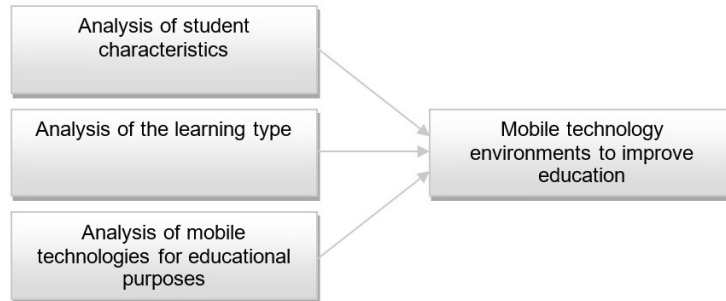 Analysis of student
characteristics
Analysis of the learning type
Analysis of mobile
technologies for educational
purposes
Mobile technology
environments to improve
education